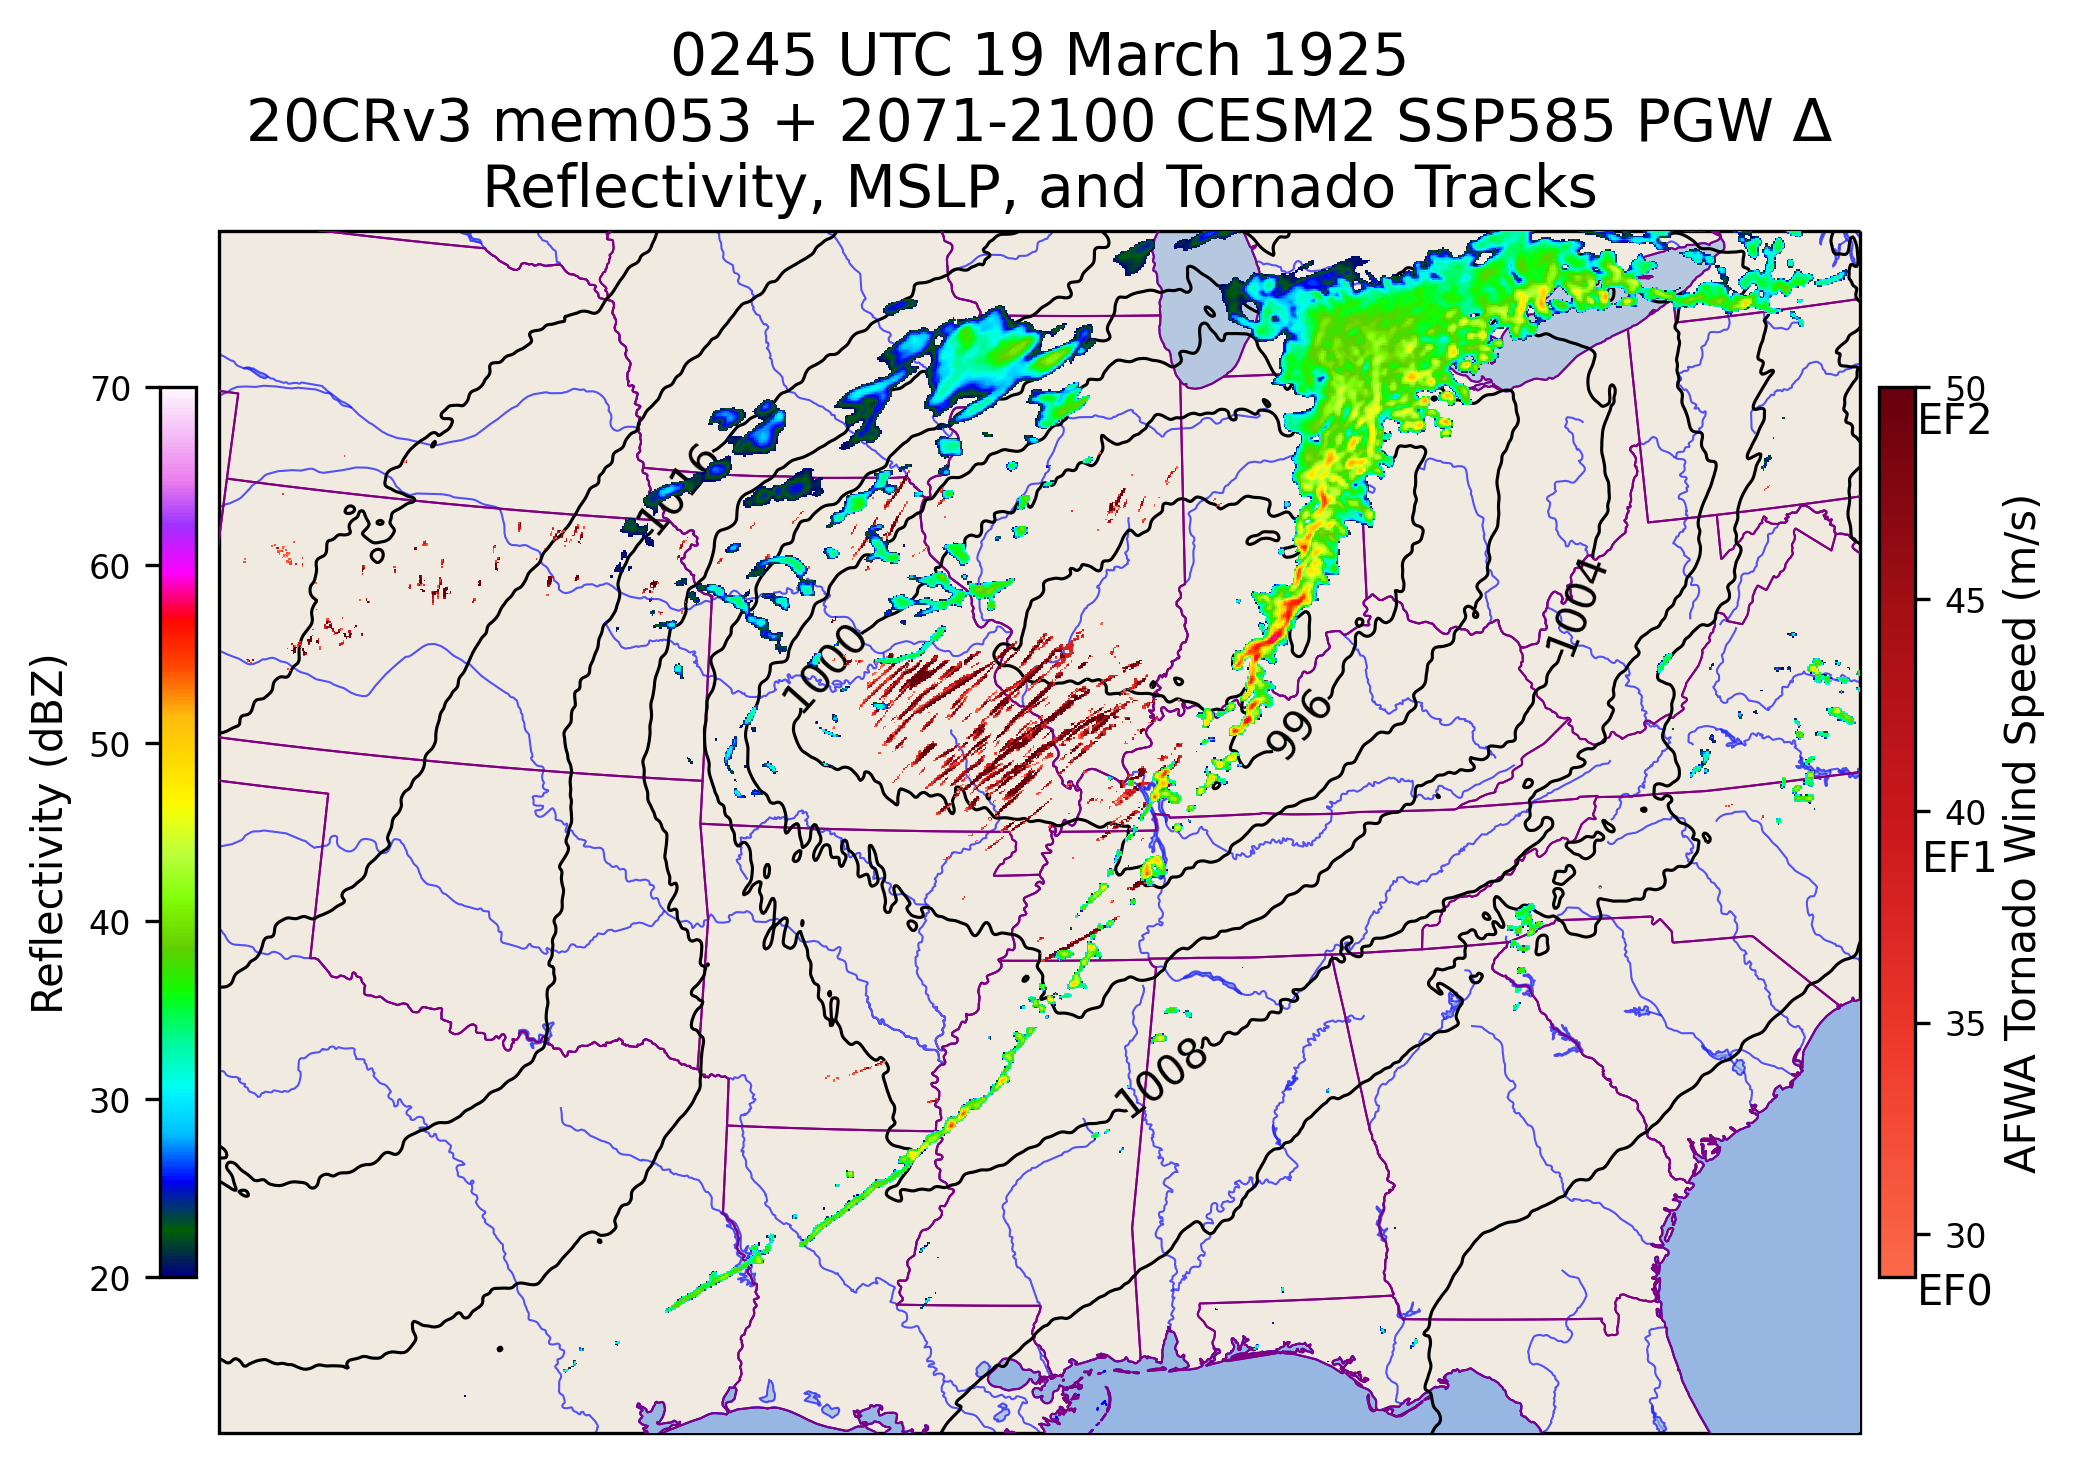 0245 UTC 19 March 1925
20CRv3 mem053 + 2071-2100 CESM2 SSP585 PGW Δ
Reflectivity, MSLP, and Tornado Tracks
Reflectivity (dBZ)
70
60
50
40
30
20
1016
1000
1004
996
1008
50
EF2
45
40
EF1
35
30
EF0
AFWA Tornado Wind Speed (m/s)